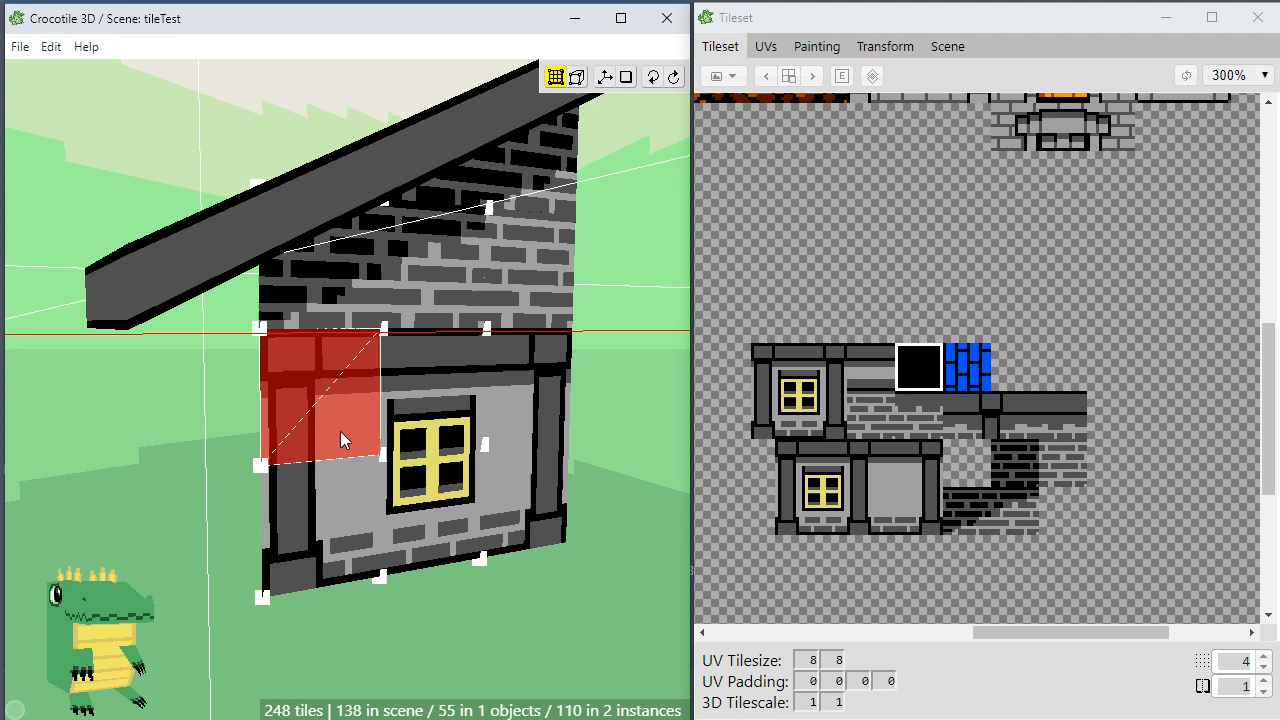 Crocotile 3D / Scene: tileTest
File Edit Help
248 tiles | 138 in scene / 55 in 1 objects / 110 in 2 instances
Tileset
Tileset UVs Painting Transform Scene
E 300%
UV Tilesize: 8 8
UV Padding: 0 0 0 0
3D Tilescale: 1 1
4
1